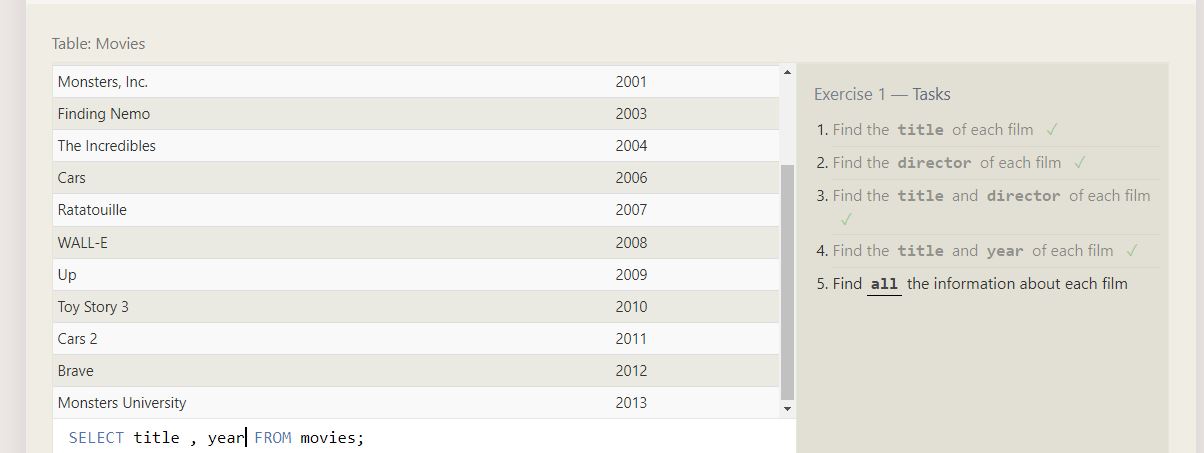 Table: Movies
Monsters, Inc. 2001
Finding Nemo 2003
The Incredibles 2004
Cars 2006
Ratatouille 2007
WALL-E 2008
Up 2009
Toy Story 3 2010
Cars 2 2011
Brave 2012
Monsters University 2013
SELECT title , year FROM movies;
Exercise 1 — Tasks
1. Find the title of each film ✓
2. Find the director of each film ✓
3. Find the title and director of each film
✓
4. Find the title and year of each film ✓
5. Find all the information about each film